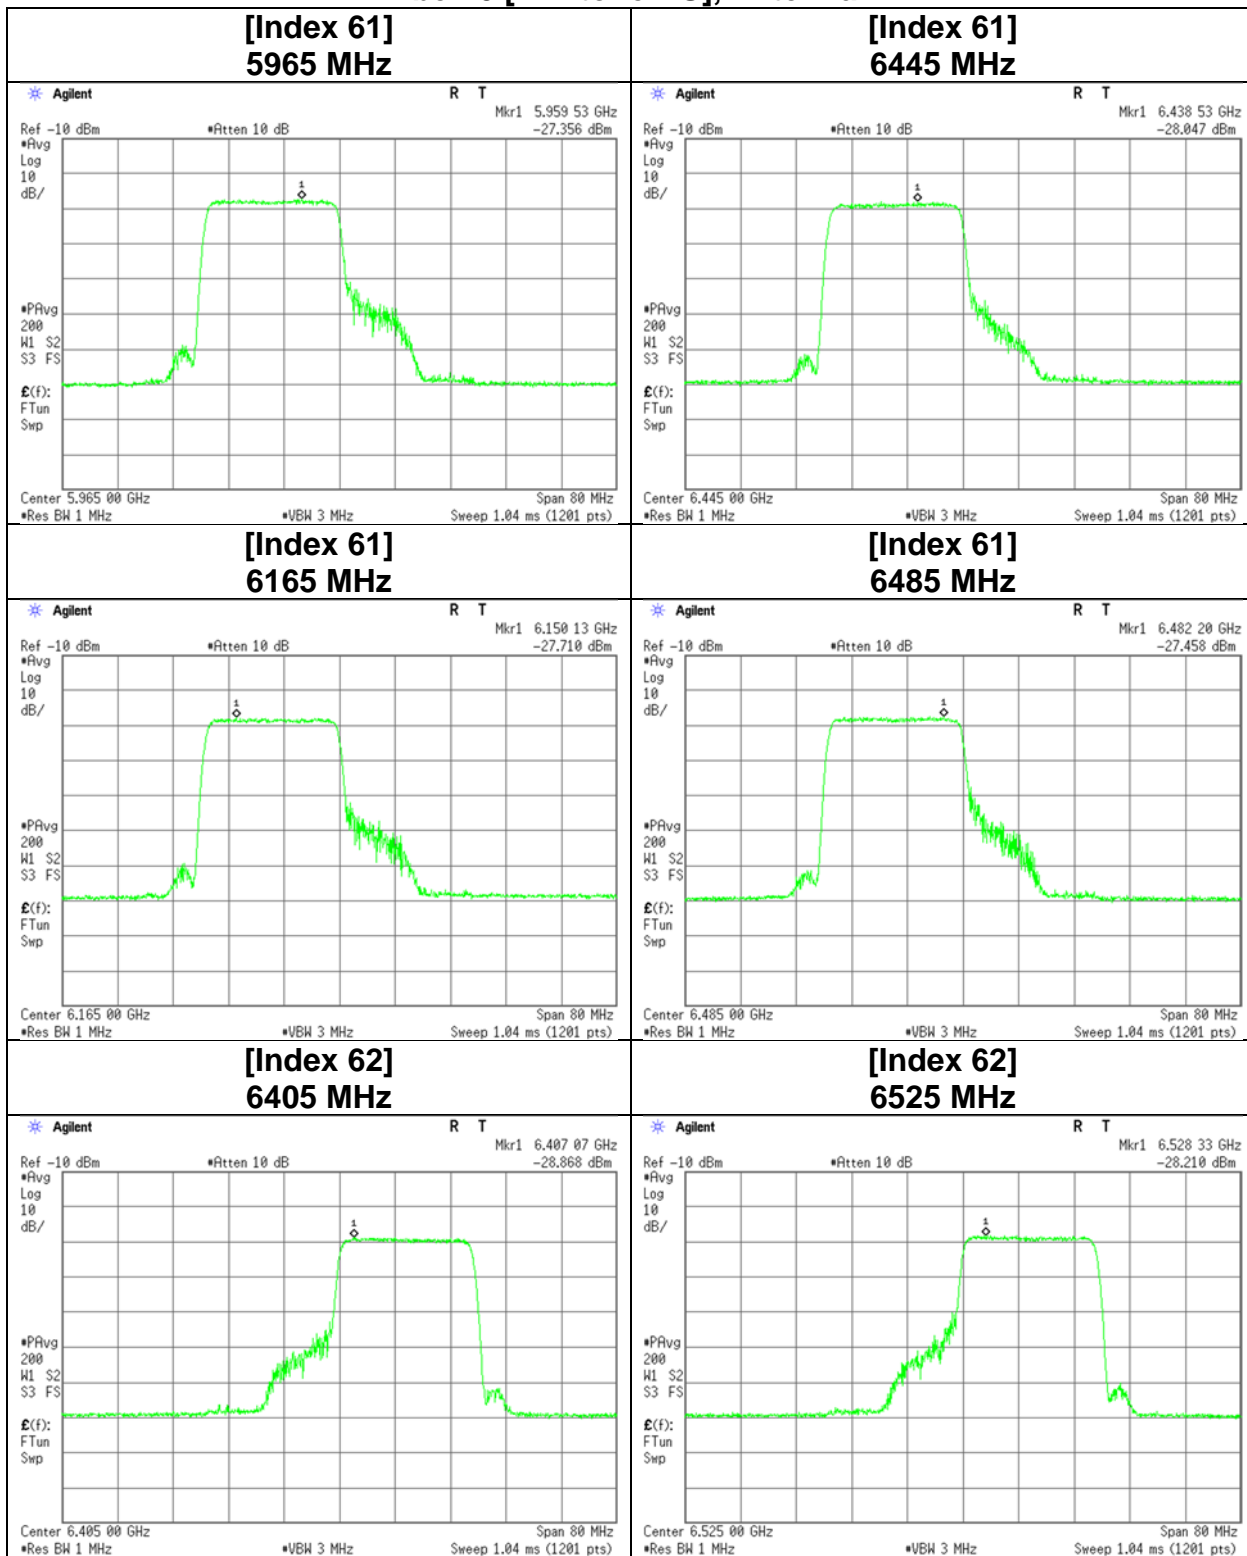 [Index 61]
5965 MHz
[Index 61]
6445 MHz
Agilent
R T
Mkr1 5.959 53 GHz
Ref -10 dBm
#Atten 10 dB
-27.356 dBm
#Avg
Log
10
dB/
1
#PAvg
200
W1 S2
S3 FS
£(f):
FTun
Swp
Center 5.965 00 GHz
Span 80 MHz
#Res BW 1 MHz
#VBW 3 MHz
Sweep 1.04 ms (1201 pts)
Agilent
R T
Mkr1 6.438 53 GHz
Ref -10 dBm
#Atten 10 dB
-28.047 dBm
#Avg
Log
10
dB/
1
#PAvg
200
W1 S2
S3 FS
£(f):
FTun
Swp
Center 6.445 00 GHz
Span 80 MHz
#Res BW 1 MHz
#VBW 3 MHz
Sweep 1.04 ms (1201 pts)
[Index 61]
6165 MHz
[Index 61]
6485 MHz
Agilent
R T
Mkr1 6.150 13 GHz
Ref -10 dBm
#Atten 10 dB
-27.710 dBm
#Avg
Log
10
dB/
1
#PAvg
200
W1 S2
S3 FS
£(f):
FTun
Swp
Center 6.165 00 GHz
Span 80 MHz
#Res BW 1 MHz
#VBW 3 MHz
Sweep 1.04 ms (1201 pts)
Agilent
R T
Mkr1 6.482 20 GHz
Ref -10 dBm
#Atten 10 dB
-27.458 dBm
#Avg
Log
10
dB/
1
#PAvg
200
W1 S2
S3 FS
£(f):
FTun
Swp
Center 6.485 00 GHz
Span 80 MHz
#Res BW 1 MHz
#VBW 3 MHz
Sweep 1.04 ms (1201 pts)
[Index 62]
6405 MHz
[Index 62]
6525 MHz
Agilent
R T
Mkr1 6.407 07 GHz
Ref -10 dBm
#Atten 10 dB
-28.868 dBm
#Avg
Log
10
dB/
1
#PAvg
200
W1 S2
S3 FS
£(f):
FTun
Swp
Center 6.405 00 GHz
Span 80 MHz
#Res BW 1 MHz
#VBW 3 MHz
Sweep 1.04 ms (1201 pts)
Agilent
R T
Mkr1 6.528 33 GHz
Ref -10 dBm
#Atten 10 dB
-28.210 dBm
#Avg
Log
10
dB/
1
#PAvg
200
W1 S2
S3 FS
£(f):
FTun
Swp
Center 6.525 00 GHz
Span 80 MHz
#Res BW 1 MHz
#VBW 3 MHz
Sweep 1.04 ms (1201 pts)